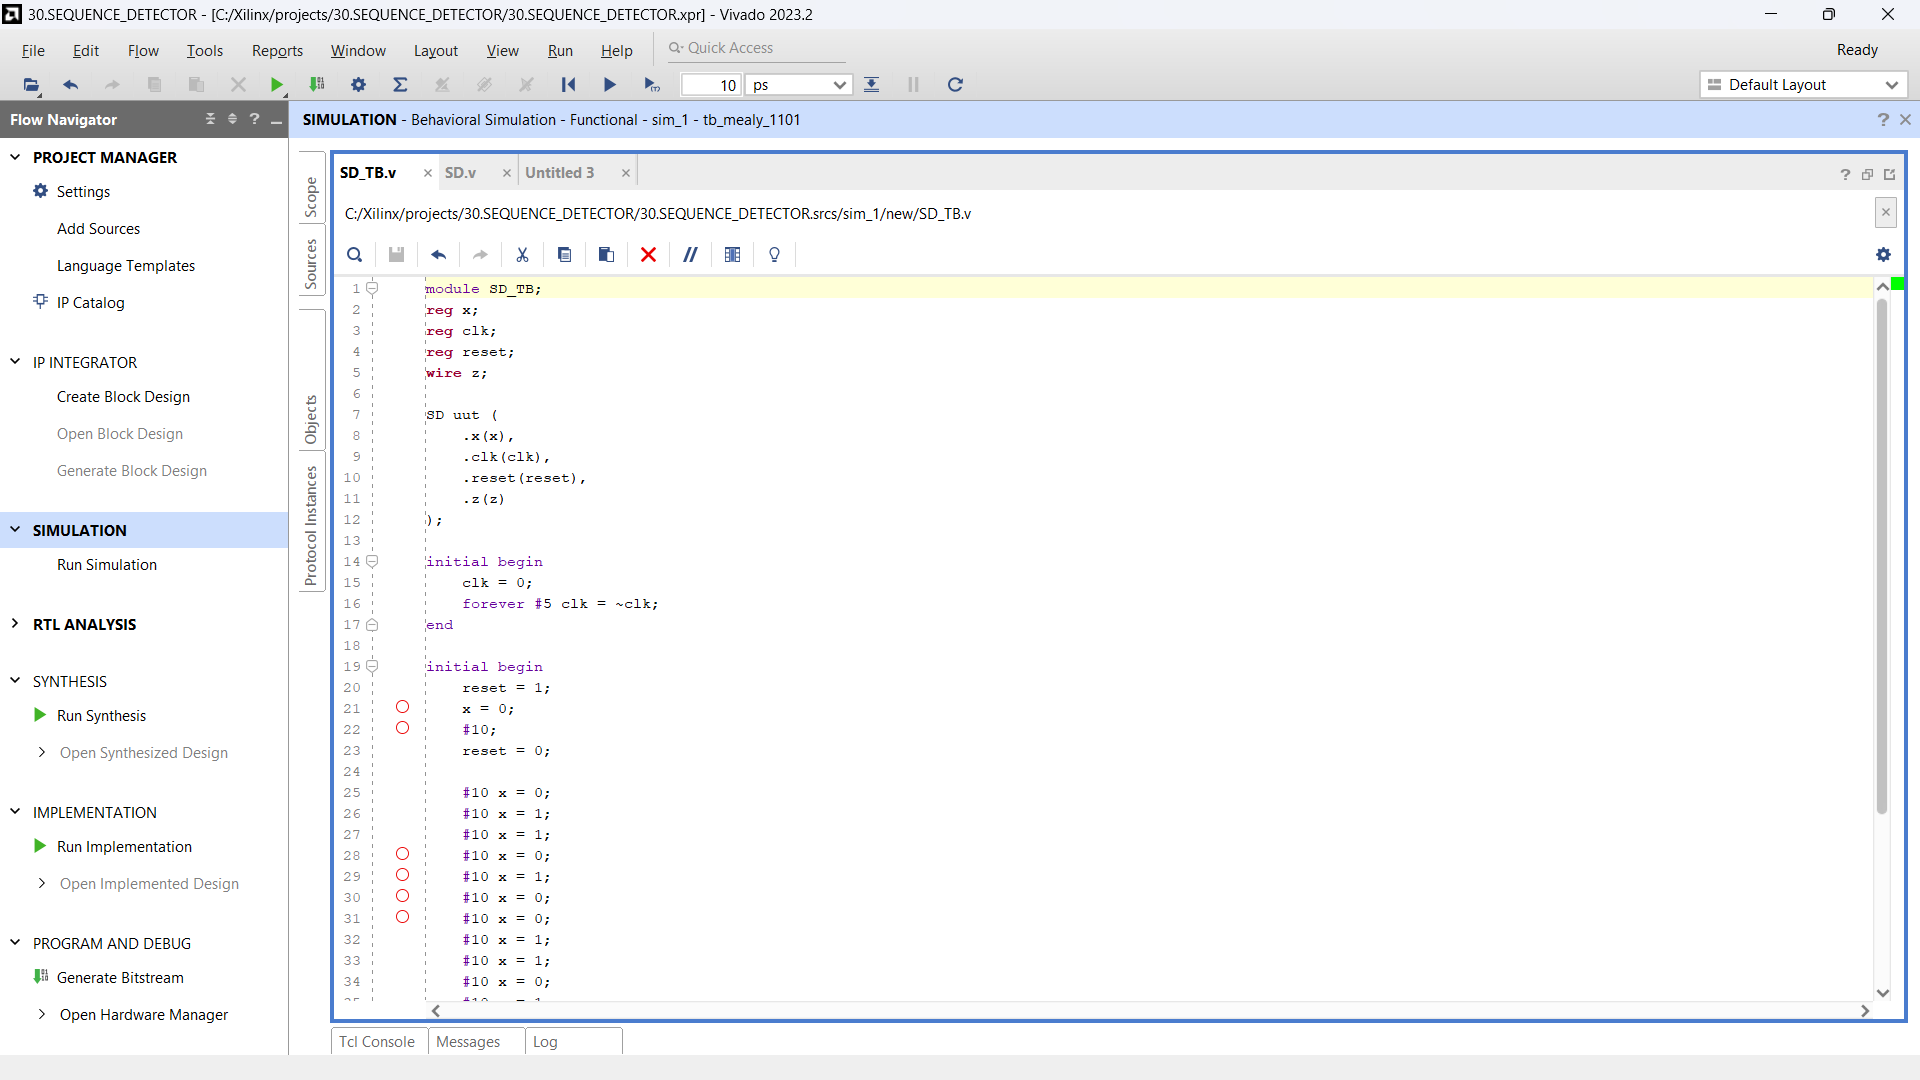 30.SEQUENCE_DETECTOR - [C:/Xilinx/projects/30.SEQUENCE_DETECTOR/30.SEQUENCE_DETECTOR.xpr] - Vivado 2023.2
File Edit Flow Tools Reports Window Layout View Run Help Quick Access Ready
10 ps Default Layout
Flow Navigator
SIMULATION - Behavioral Simulation - Functional - sim_1 - tb_mealy_1101
PROJECT MANAGER
Settings
Add Sources
Language Templates
IP Catalog
IP INTEGRATOR
Create Block Design
Open Block Design
Generate Block Design
SIMULATION
Run Simulation
RTL ANALYSIS
SYNTHESIS
Run Synthesis
Open Synthesized Design
IMPLEMENTATION
Run Implementation
Open Implemented Design
PROGRAM AND DEBUG
Generate Bitstream
Open Hardware Manager
Scope
Sources
Objects
Protocol Instances
SD_TB.v SD.v Untitled 3
C:/Xilinx/projects/30.SEQUENCE_DETECTOR/30.SEQUENCE_DETECTOR.srcs/sim_1/new/SD_TB.v
1 module SD_TB;
2 reg x;
3 reg clk;
4 reg reset;
5 wire z;
6
7 SD uut (
8 .x(x),
9 .clk(clk),
10 .reset(reset),
11 .z(z)
12 );
13
14 initial begin
15 clk = 0;
16 forever #5 clk = ~clk;
17 end
18
19 initial begin
20 reset = 1;
21 x = 0;
22 #10;
23 reset = 0;
24
25 #10 x = 0;
26 #10 x = 1;
27 #10 x = 1;
28 #10 x = 0;
29 #10 x = 1;
30 #10 x = 0;
31 #10 x = 0;
32 #10 x = 1;
33 #10 x = 1;
34 #10 x = 0;
Tcl Console Messages Log